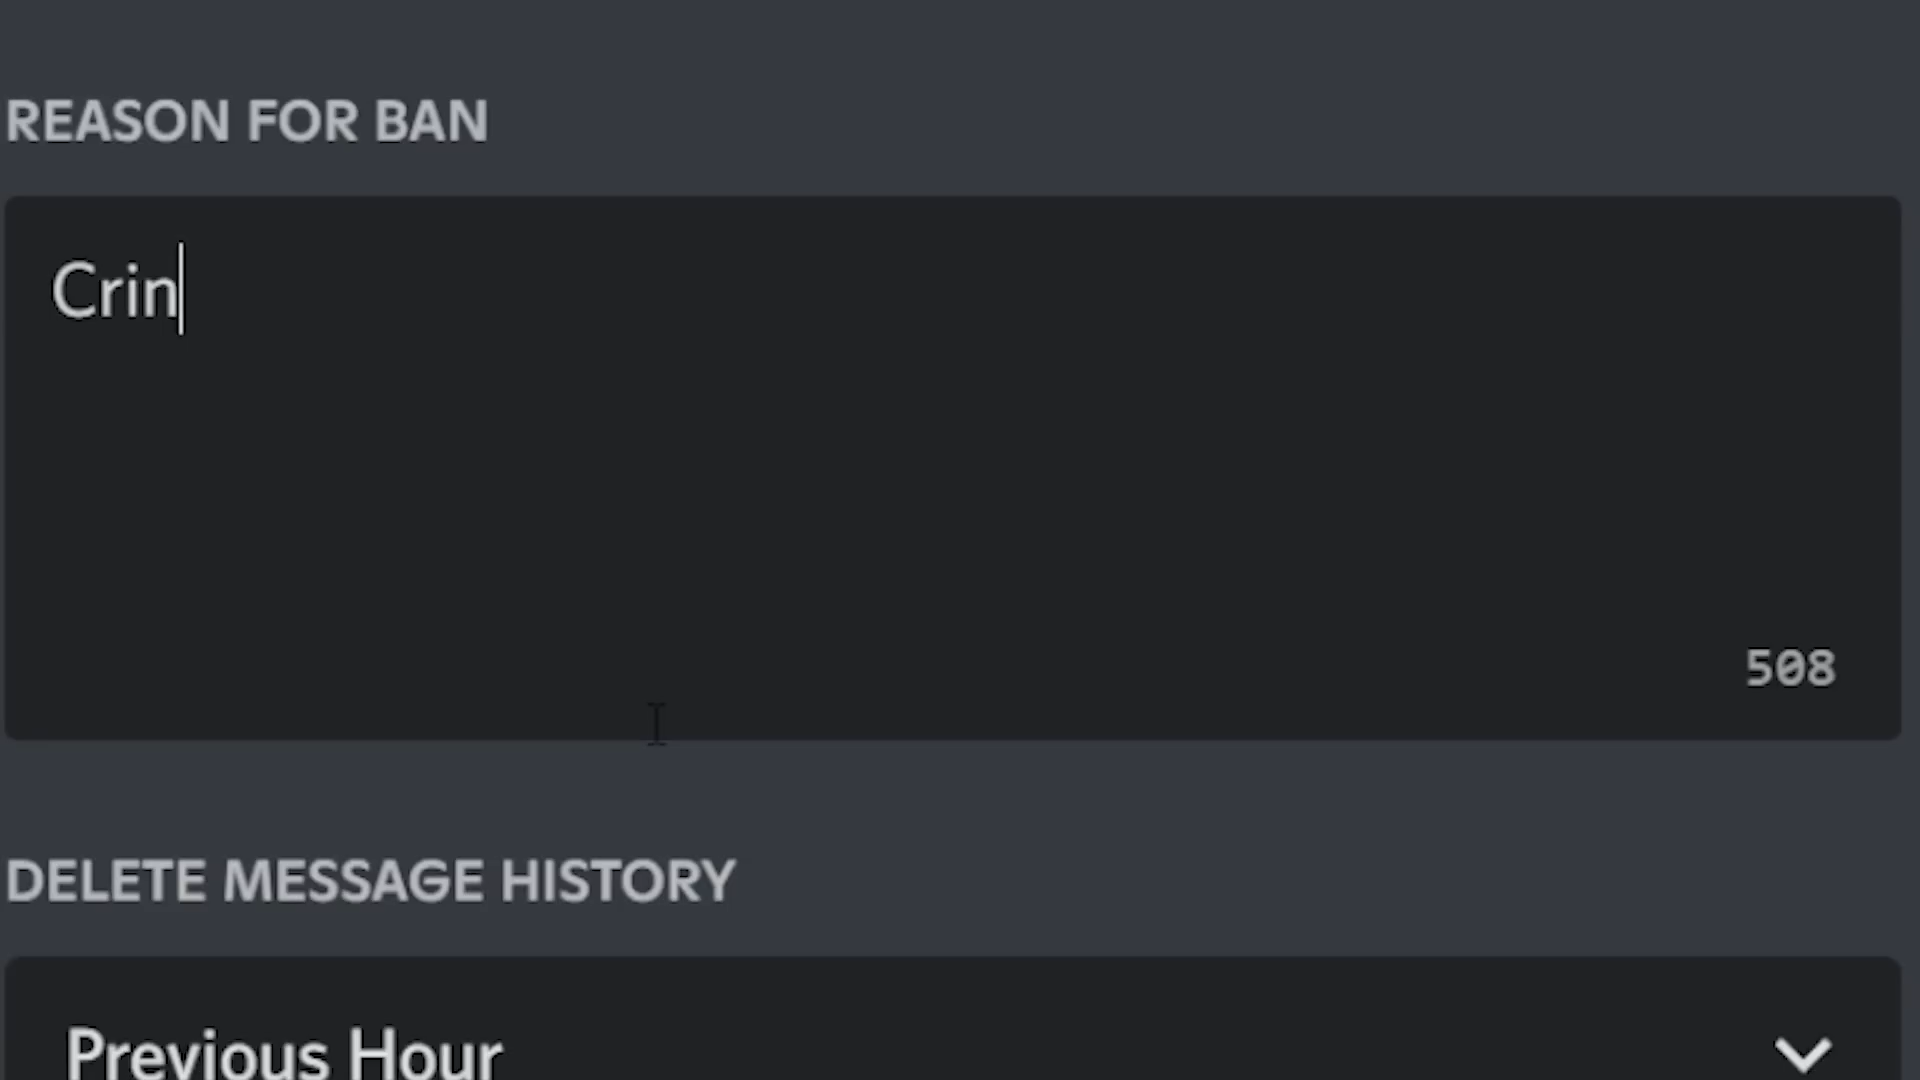 REASON FOR BAN
Crin
508
DELETE MESSAGE HISTORY
Previous Hour